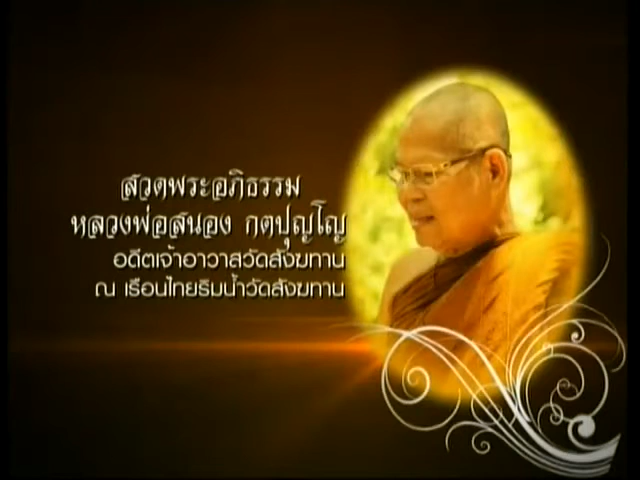 สวดพระอภิธรรม
หลวงพ่อสนอง กตปุญโญ
อดีตเจ้าอาวาสวัดสังฆทาน
ณ เรือนไทยริมน้ำวัดสังฆทาน